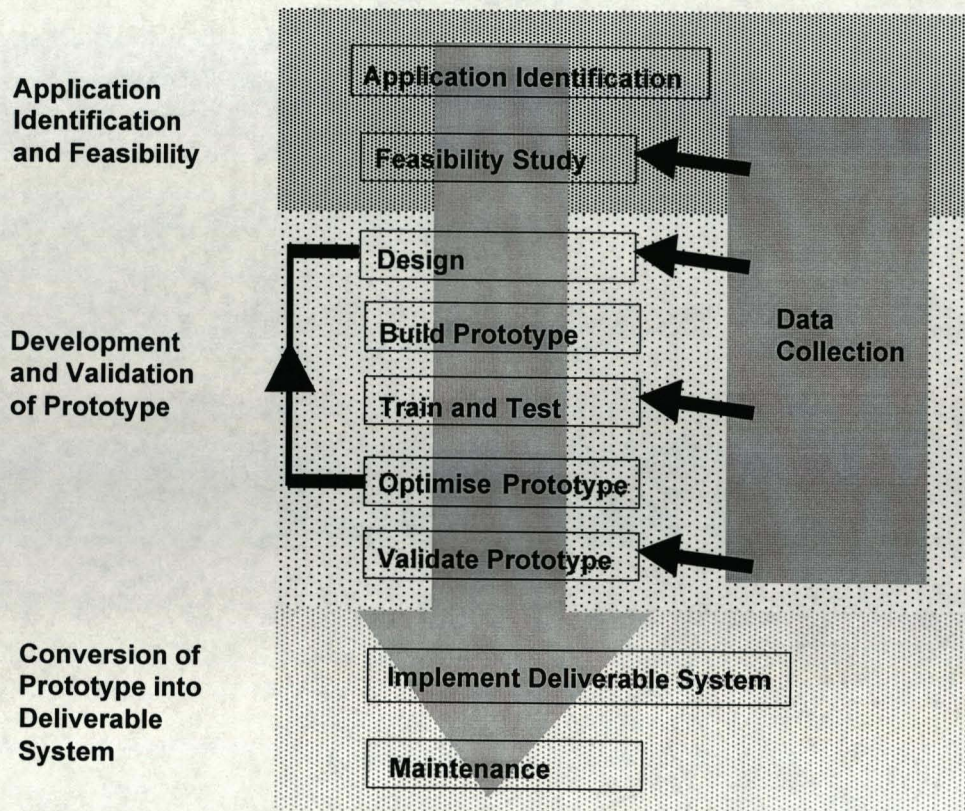 Application
Identification
and Feasibility
Application Identification
Feasibility Study
Development
and Validation
of Prototype
Design
Build Prototype
Train and Test
Optimise Prototype
Validate Prototype
Data
Collection
Conversion of
Prototype into
Deliverable
System
Implement Deliverable System
Maintenance